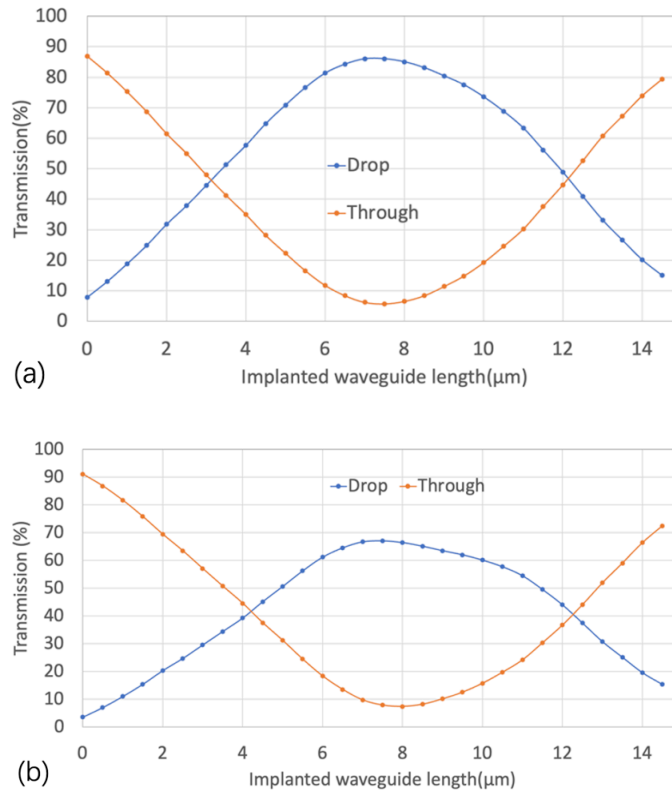 100
90
80
70
60
50
40
30
20
10
0
Transmission(%)
Drop
Through
0 2 4 6 8 10 12 14
Implanted waveguide length(μm)
(a)
100
90
80
70
60
50
40
30
20
10
0
Transmission (%)
Drop Through
0 2 4 6 8 10 12 14
Implanted waveguide length(μm)
(b)